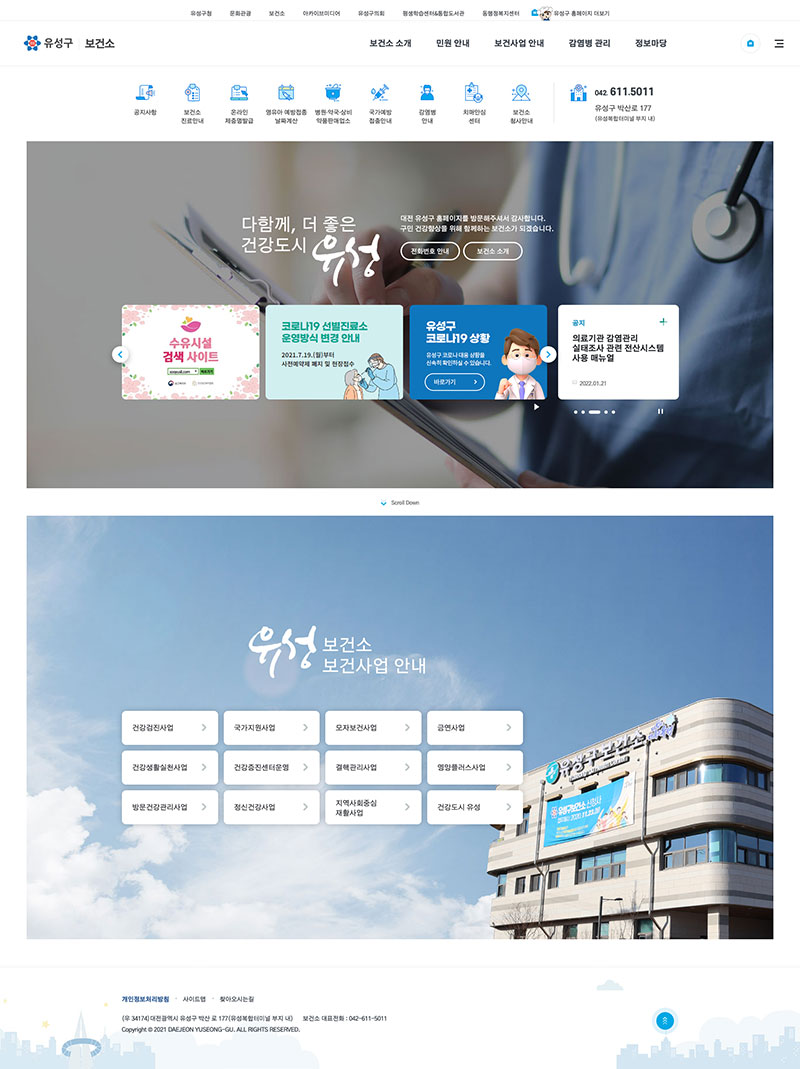 유성구청 문화관광 보건소 아카이브미디어 유성구의회 평생학습센터&통합도서관 동행정복지센터 유성구 홈페이지 더보기
유성구 보건소
보건소 소개 민원 안내 보건사업 안내 감염병 관리 정보마당
공지사항
보건소
진료안내
온라인
제증명발급
영유아 예방접종
날짜계산
병원·약국·상비
약품판매업소
국가예방
접종안내
감염병
안내
치매안심
센터
보건소
청사안내
042. 611.5011
유성구 박산로 177
(유성복합터미널 부지 내)
다함께, 더 좋은
건강도시 유성
대전 유성구 홈페이지를 방문해주셔서 감사합니다.
구민 건강향상을 위해 함께하는 보건소가 되겠습니다.
전화번호 안내 보건소 소개
수유시설
검색 사이트
코로나19 선별진료소
운영방식 변경 안내
2021.7.19.(월)부터
사전예약제 폐지 및 현장접수
유성구
코로나19 상황
유성구 코로나 대응 상황을
신속히 확인하실 수 있습니다.
바로가기
공지
의료기관 감염관리
실태조사 관련 전산시스템
사용 매뉴얼
2022.01.21
Scroll Down
유성 보건소
보건사업 안내
건강검진사업 국가지원사업 모자보건사업 금연사업
건강생활실천사업 건강증진센터운영 결핵관리사업 영양플러스사업
방문건강관리사업 정신건강사업 지역사회중심
재활사업
건강도시 유성
유성구보건소
유성구보건소
개인정보처리방침 사이트맵 찾아오시는길
(우 34174) 대전광역시 유성구 박산 로 177(유성복합터미널 부지 내) 보건소 대표전화 : 042-611-5011
Copyright © 2021 DAEJEON YUSEONG-GU. ALL RIGHTS RESERVED.